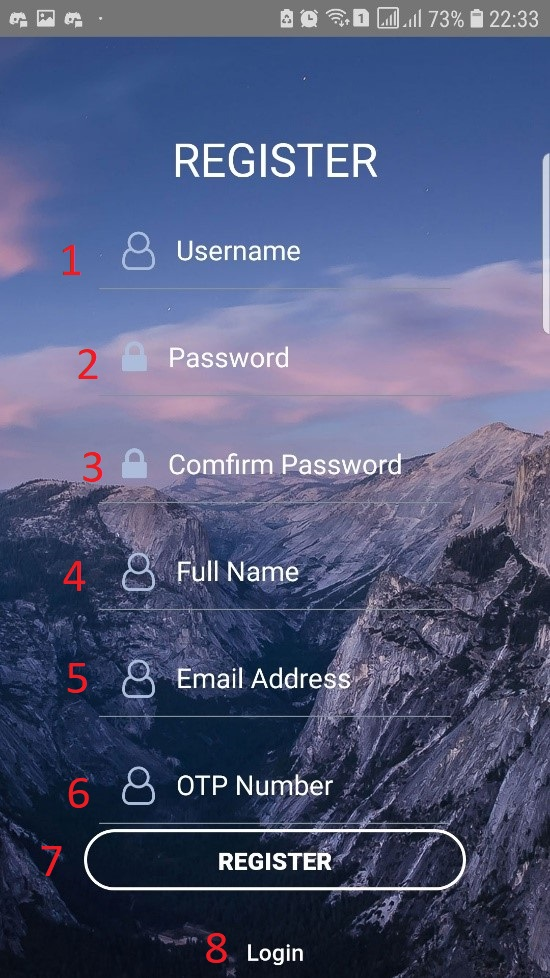 73% 22:33
REGISTER
1 Username
2 Password
3 Comfirm Password
4 Full Name
5 Email Address
6 OTP Number
7 REGISTER
8 Login